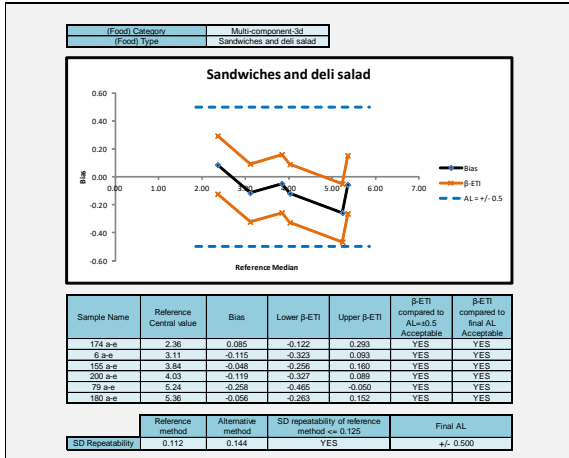 (Food) Category Multi-component-3d
(Food) Type Sandwiches and deli salad
Sandwiches and deli salad
0.60
0.40
0.20
0.00
-0.20
-0.40
-0.60
0.00 1.00 2.00 3.00 4.00 5.00 6.00 7.00
Bias
Reference Median
Bias
β-ETI
AL = +/- 0.5
Sample Name Reference Central value Bias Lower β-ETI Upper β-ETI β-ETI compared to AL=±0.5 Acceptable β-ETI compared to final AL Acceptable
174 a-e 2.36 0.085 -0.122 0.293 YES YES
6 a-e 3.11 -0.115 -0.323 0.093 YES YES
155 a-e 3.84 -0.048 -0.256 0.160 YES YES
200 a-e 4.03 -0.119 -0.327 0.089 YES YES
79 a-e 5.24 -0.258 -0.465 -0.050 YES YES
180 a-e 5.36 -0.056 -0.263 0.152 YES YES
Reference method Alternative method SD repeatability of reference method <= 0.125 Final AL
SD Repeatability 0.112 0.144 YES +/- 0.500